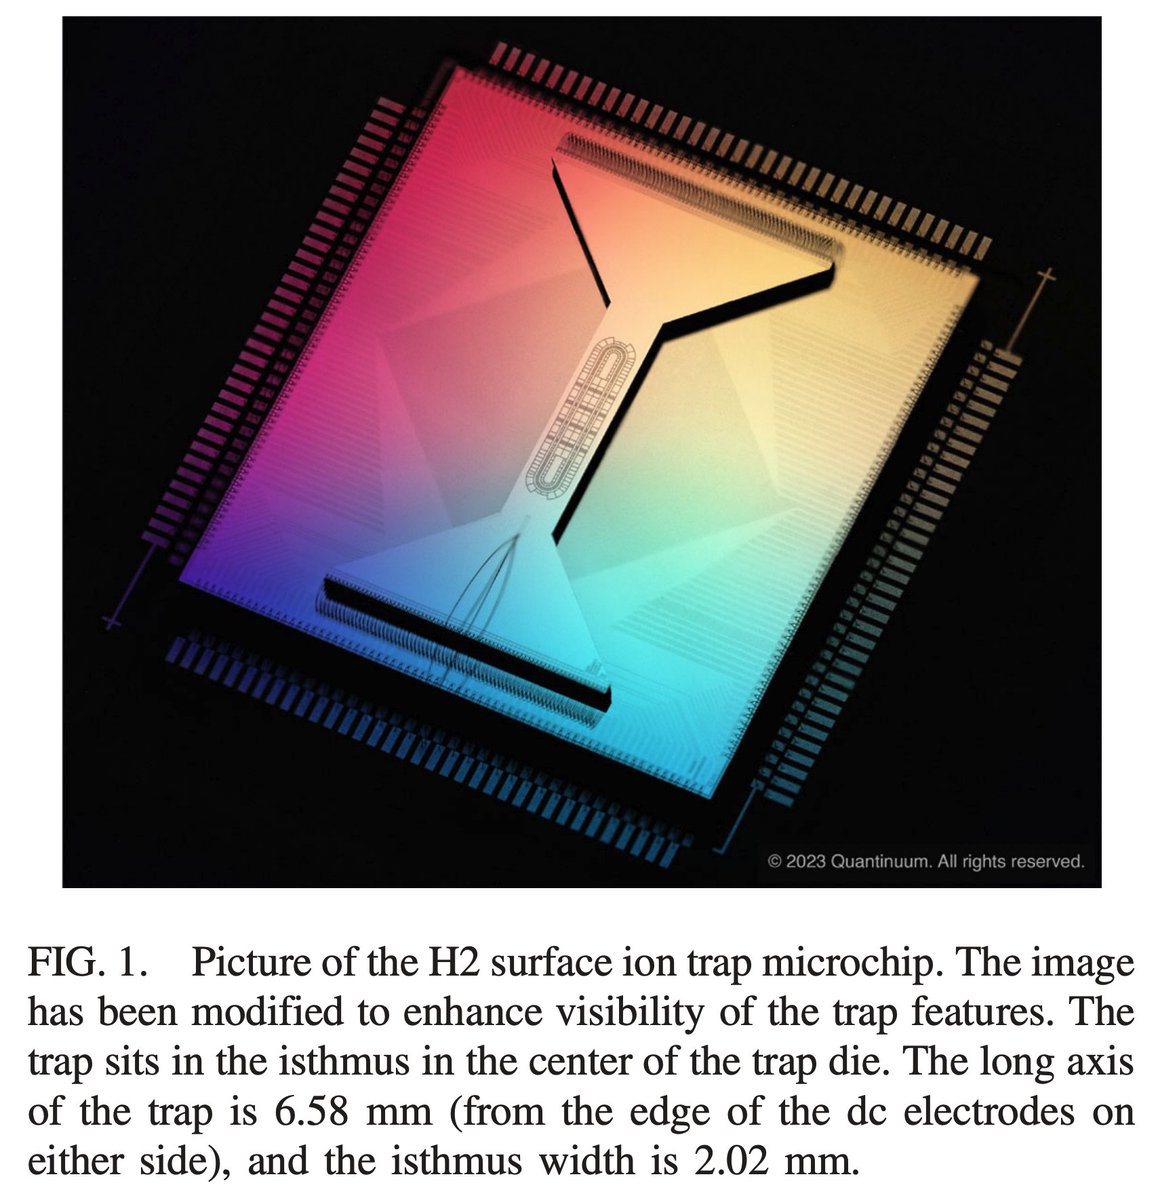 © 2023 Quantinuum. All rights reserved.
FIG. 1. Picture of the H2 surface ion trap microchip. The image
has been modified to enhance visibility of the trap features. The
trap sits in the isthmus in the center of the trap die. The long axis
of the trap is 6.58 mm (from the edge of the dc electrodes on
either side), and the isthmus width is 2.02 mm.